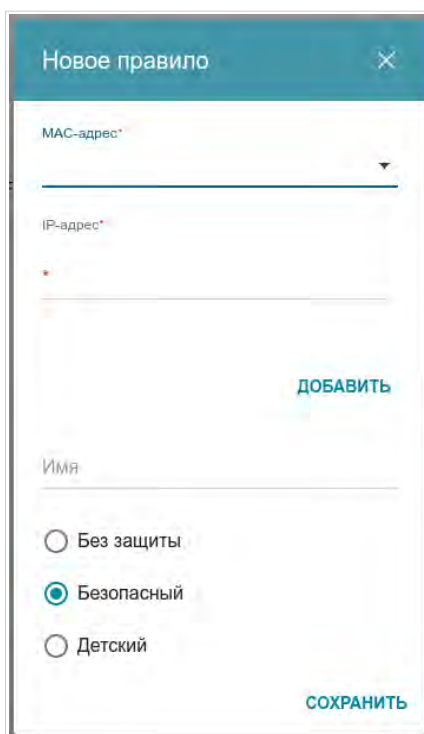 Новое правило
MAC-адрес*
IP-адрес*
*
ДОБАВИТЬ
Имя
Без защиты
Безопасный
Детский
СОХРАНИТЬ